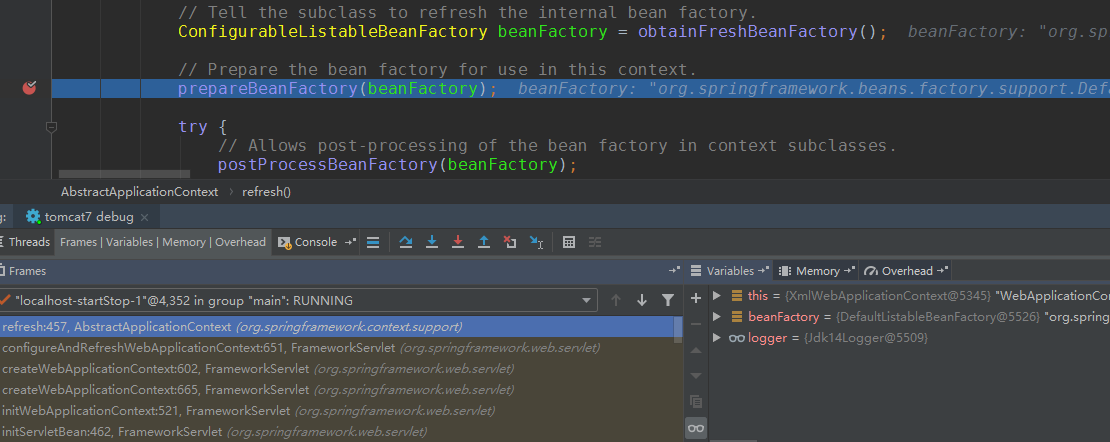 // Tell the subclass to refresh the internal bean factory.
ConfigurableListableBeanFactory beanFactory = obtainFreshBeanFactory(); beanFactory: "org.sp
// Prepare the bean factory for use in this context.
prepareBeanFactory(beanFactory); beanFactory: "org.springframework.beans.factory.support.Defa
try {
// Allows post-processing of the bean factory in context subclasses.
postProcessBeanFactory(beanFactory);
AbstractApplicationContext › refresh()
g: tomcat7 debug ×
Threads Frames | Variables | Memory | Overhead Console
Frames Variables Memory Overhead
"localhost-startStop-1"@4,352 in group "main": RUNNING
refresh:457, AbstractApplicationContext (org.springframework.context.support)
configureAndRefreshWebApplicationContext:651, FrameworkServlet (org.springframework.web.servlet)
createWebApplicationContext:602, FrameworkServlet (org.springframework.web.servlet)
createWebApplicationContext:665, FrameworkServlet (org.springframework.web.servlet)
initWebApplicationContext:521, FrameworkServlet (org.springframework.web.servlet)
initServletBean:462, FrameworkServlet (org.springframework.web.servlet)
this = {XmlWebApplicationContext@5345} "WebApplicationCo
beanFactory = {DefaultListableBeanFactory@5526} "org.spring
logger = {Jdk14Logger@5509}